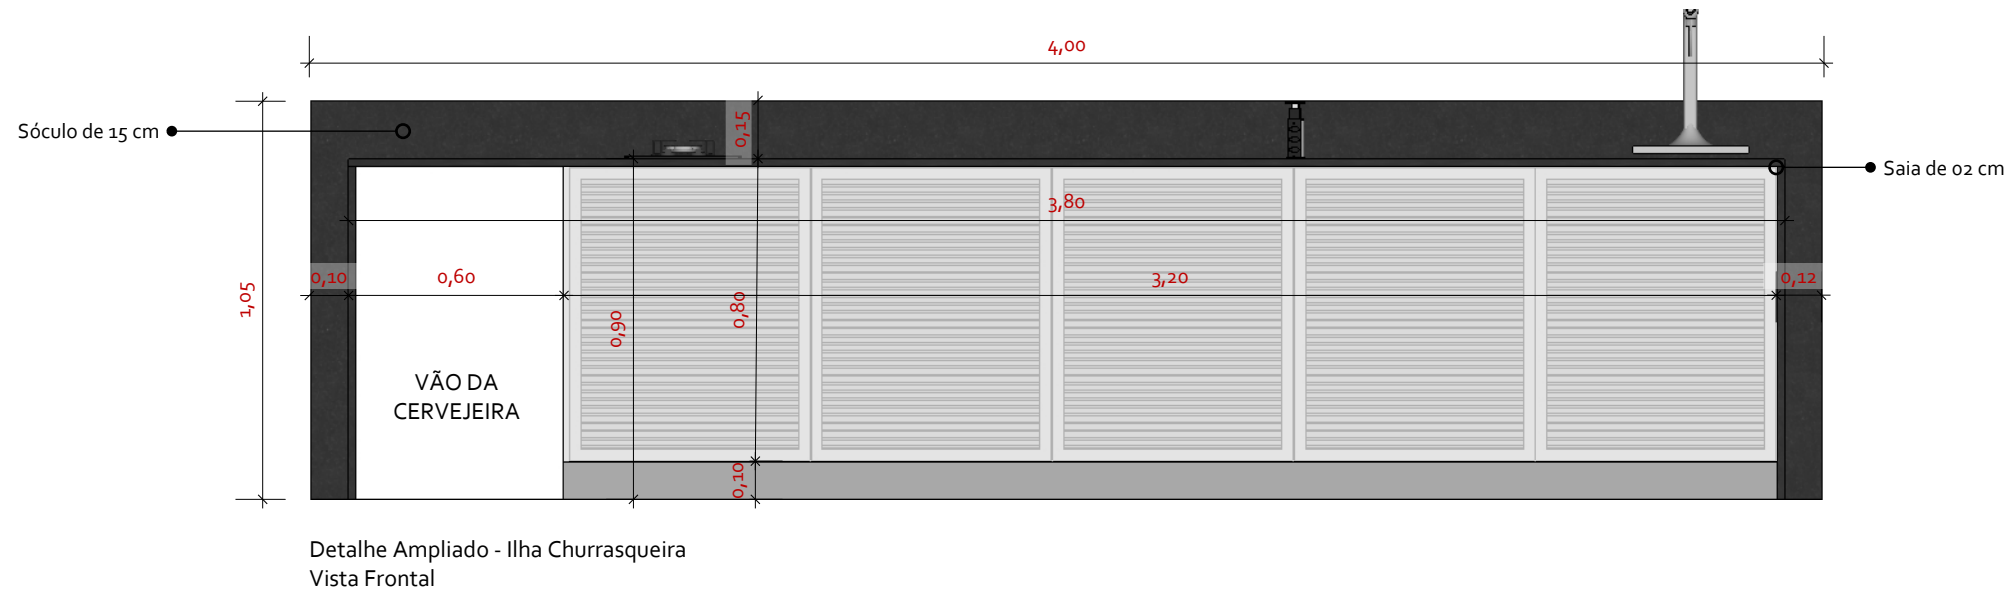 4,00
Sóculo de 15 cm
0,15
Saia de 02 cm
3,80
0,10
0,60
3,20
0,12
1,05
0,90
0,80
VÃO DA
CERVEJEIRA
0,10
Detalhe Ampliado - Ilha Churrasqueira
Vista Frontal